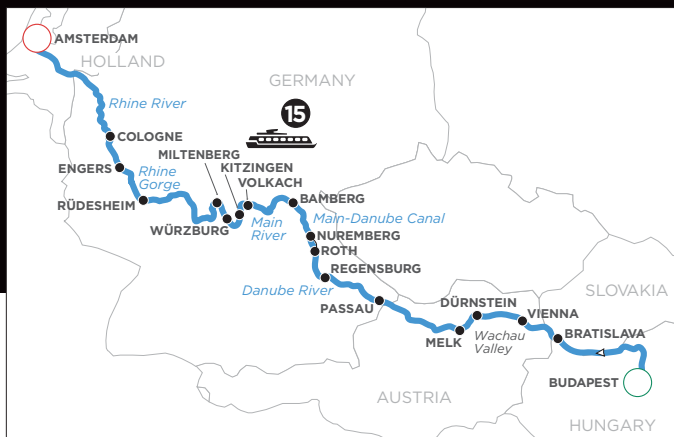 AMSTERDAM
HOLLAND
GERMANY
Rhine River
15
COLOGNE
MILTENBERG
KITZINGEN
ENGERS
Rhine
Gorge
VOLKACH
RÜDESHEIM
BAMBERG
WÜRZBURG
Main
River
Main-Danube Canal
NUREMBERG
ROTH
REGENSBURG
Danube River
PASSAU
SLOVAKIA
DÜRNSTEIN
VIENNA
MELK
Wachau
Valley
BRATISLAVA
BUDAPEST
AUSTRIA
HUNGARY